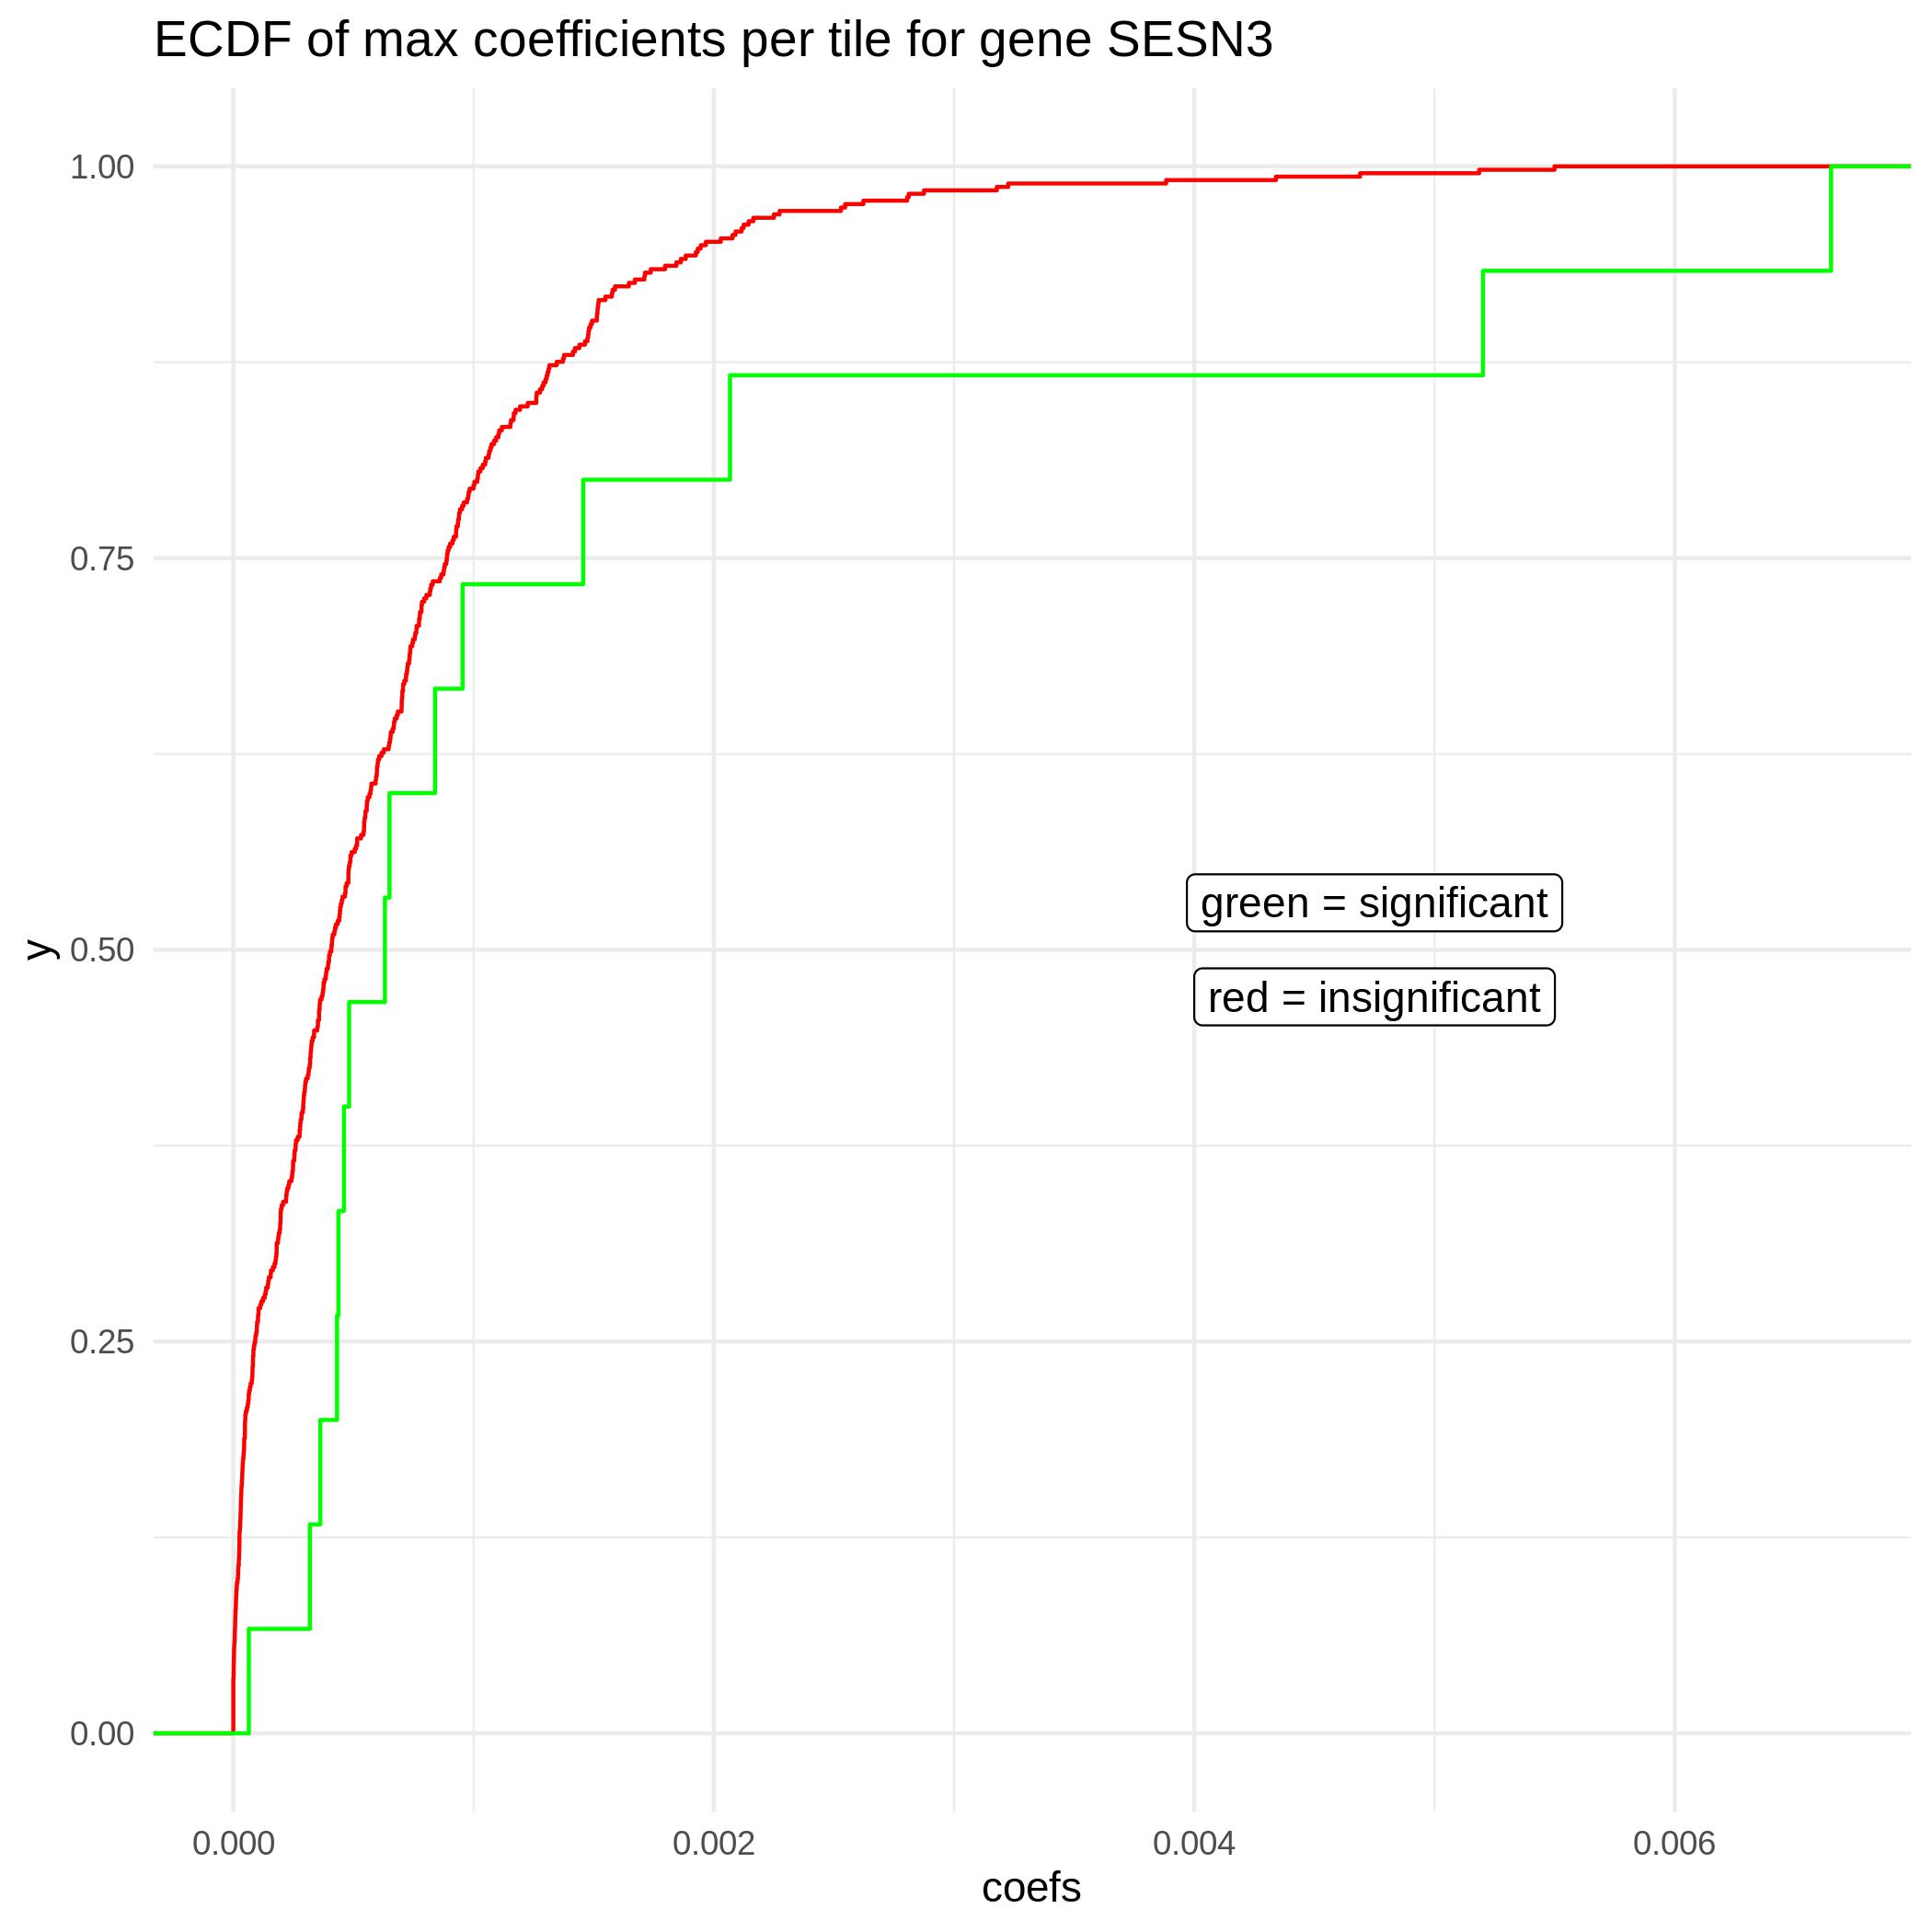 ECDF of max coefficients per tile for gene SESN3
1.00
0.75
0.50
0.25
0.00
y
green = significant
red = insignificant
0.000 0.002 0.004 0.006
coefs